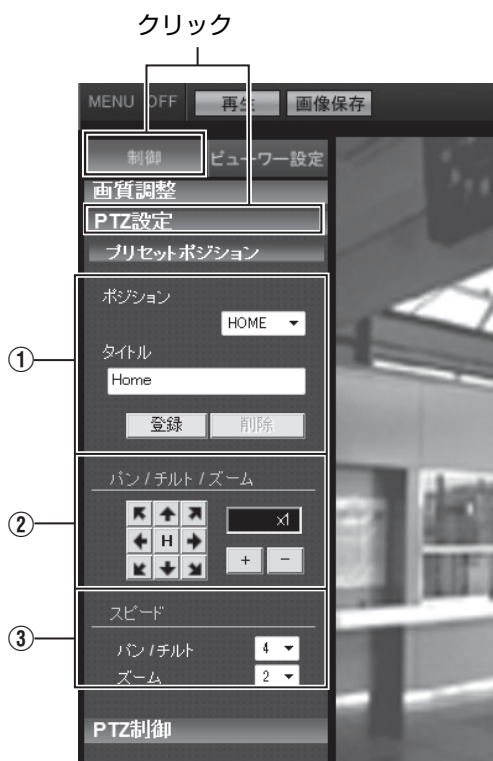 クリック
MENU OFF 再生 画像保存
制御 ビューワー設定
画質調整
PTZ設定
プリセットポジション
ポジション
HOME
タイトル
Home
登録 削除
①
パン / チルト / ズーム
H x1
+ −
②
スピード
パン / チルト 4
ズーム 2
③
PTZ制御